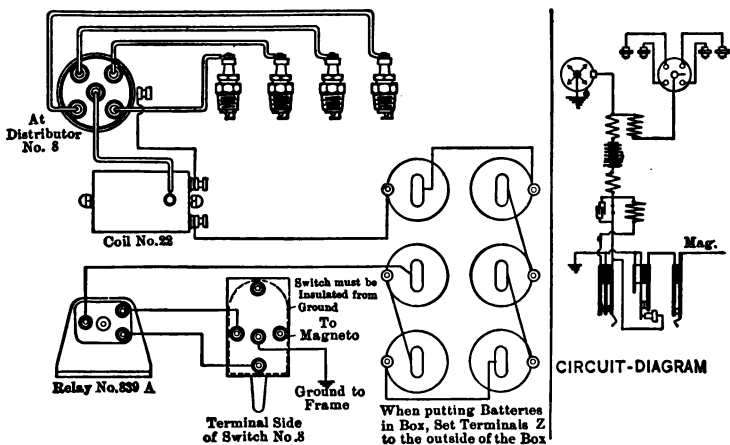 At
Distributor
No. 8
Coil No.22
Switch must be
Insulated from
Ground
To
Magneto
Relay No.839 A
Ground to
Frame
Terminal Side
of Switch No.8
When putting Batteries
in Box, Set Terminals Z
to the outside of the Box
Mag.
CIRCUIT-DIAGRAM